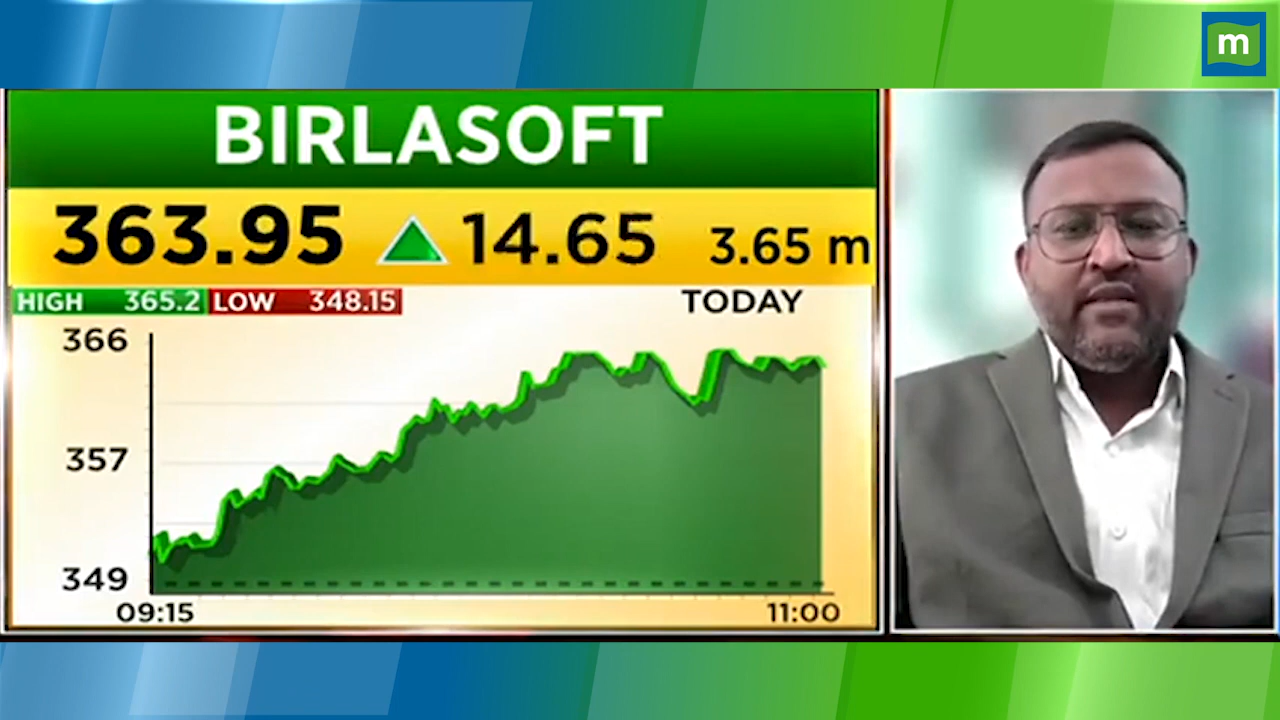 m
BIRLASOFT
363.95 14.65 3.65 m
HIGH 365.2 LOW 348.15 TODAY
366
357
349
09:15 11:00